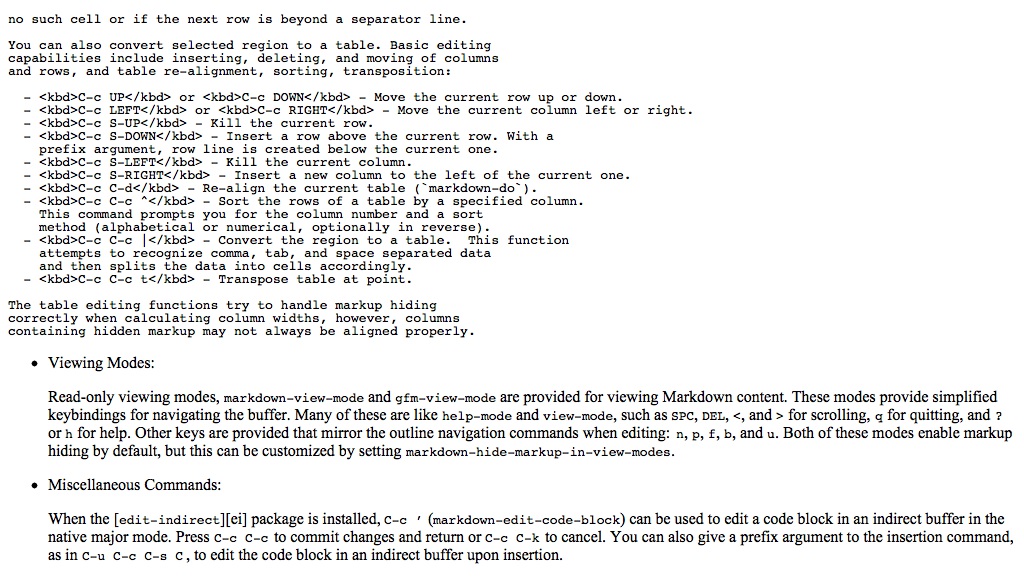 no such cell or if the next row is beyond a separator line.
You can also convert selected region to a table. Basic editing
capabilities include inserting, deleting, and moving of columns
and rows, and table re-alignment, sorting, transposition:
- <kbd>C-c UP</kbd> or <kbd>C-c DOWN</kbd> - Move the current row up or down.
- <kbd>C-c LEFT</kbd> or <kbd>C-c RIGHT</kbd> - Move the current column left or right.
- <kbd>C-c S-UP</kbd> - Kill the current row.
- <kbd>C-c S-DOWN</kbd> - Insert a row above the current row. With a
prefix argument, row line is created below the current one.
- <kbd>C-c S-LEFT</kbd> - Kill the current column.
- <kbd>C-c S-RIGHT</kbd> - Insert a new column to the left of the current one.
- <kbd>C-c C-d</kbd> - Re-align the current table (`markdown-do`).
- <kbd>C-c C-c ^</kbd> - Sort the rows of a table by a specified column.
This command prompts you for the column number and a sort
method (alphabetical or numerical, optionally in reverse).
- <kbd>C-c C-c |</kbd> - Convert the region to a table.  This function
attempts to recognize comma, tab, and space separated data
and then splits the data into cells accordingly.
- <kbd>C-c C-c t</kbd> - Transpose table at point.
The table editing functions try to handle markup hiding
correctly when calculating column widths, however, columns
containing hidden markup may not always be aligned properly.
• Viewing Modes:
Read-only viewing modes, markdown-view-mode and gfm-view-mode are provided for viewing Markdown content. These modes provide simplified
keybindings for navigating the buffer. Many of these are like help-mode and view-mode, such as SPC, DEL, <, and > for scrolling, q for quitting, and ?
or h for help. Other keys are provided that mirror the outline navigation commands when editing: n, p, f, b, and u. Both of these modes enable markup
hiding by default, but this can be customized by setting markdown-hide-markup-in-view-modes.
• Miscellaneous Commands:
When the [edit-indirect][ei] package is installed, C-c ' (markdown-edit-code-block) can be used to edit a code block in an indirect buffer in the
native major mode. Press C-c C-c to commit changes and return or C-c C-k to cancel. You can also give a prefix argument to the insertion command,
as in C-u C-c C-s C, to edit the code block in an indirect buffer upon insertion.